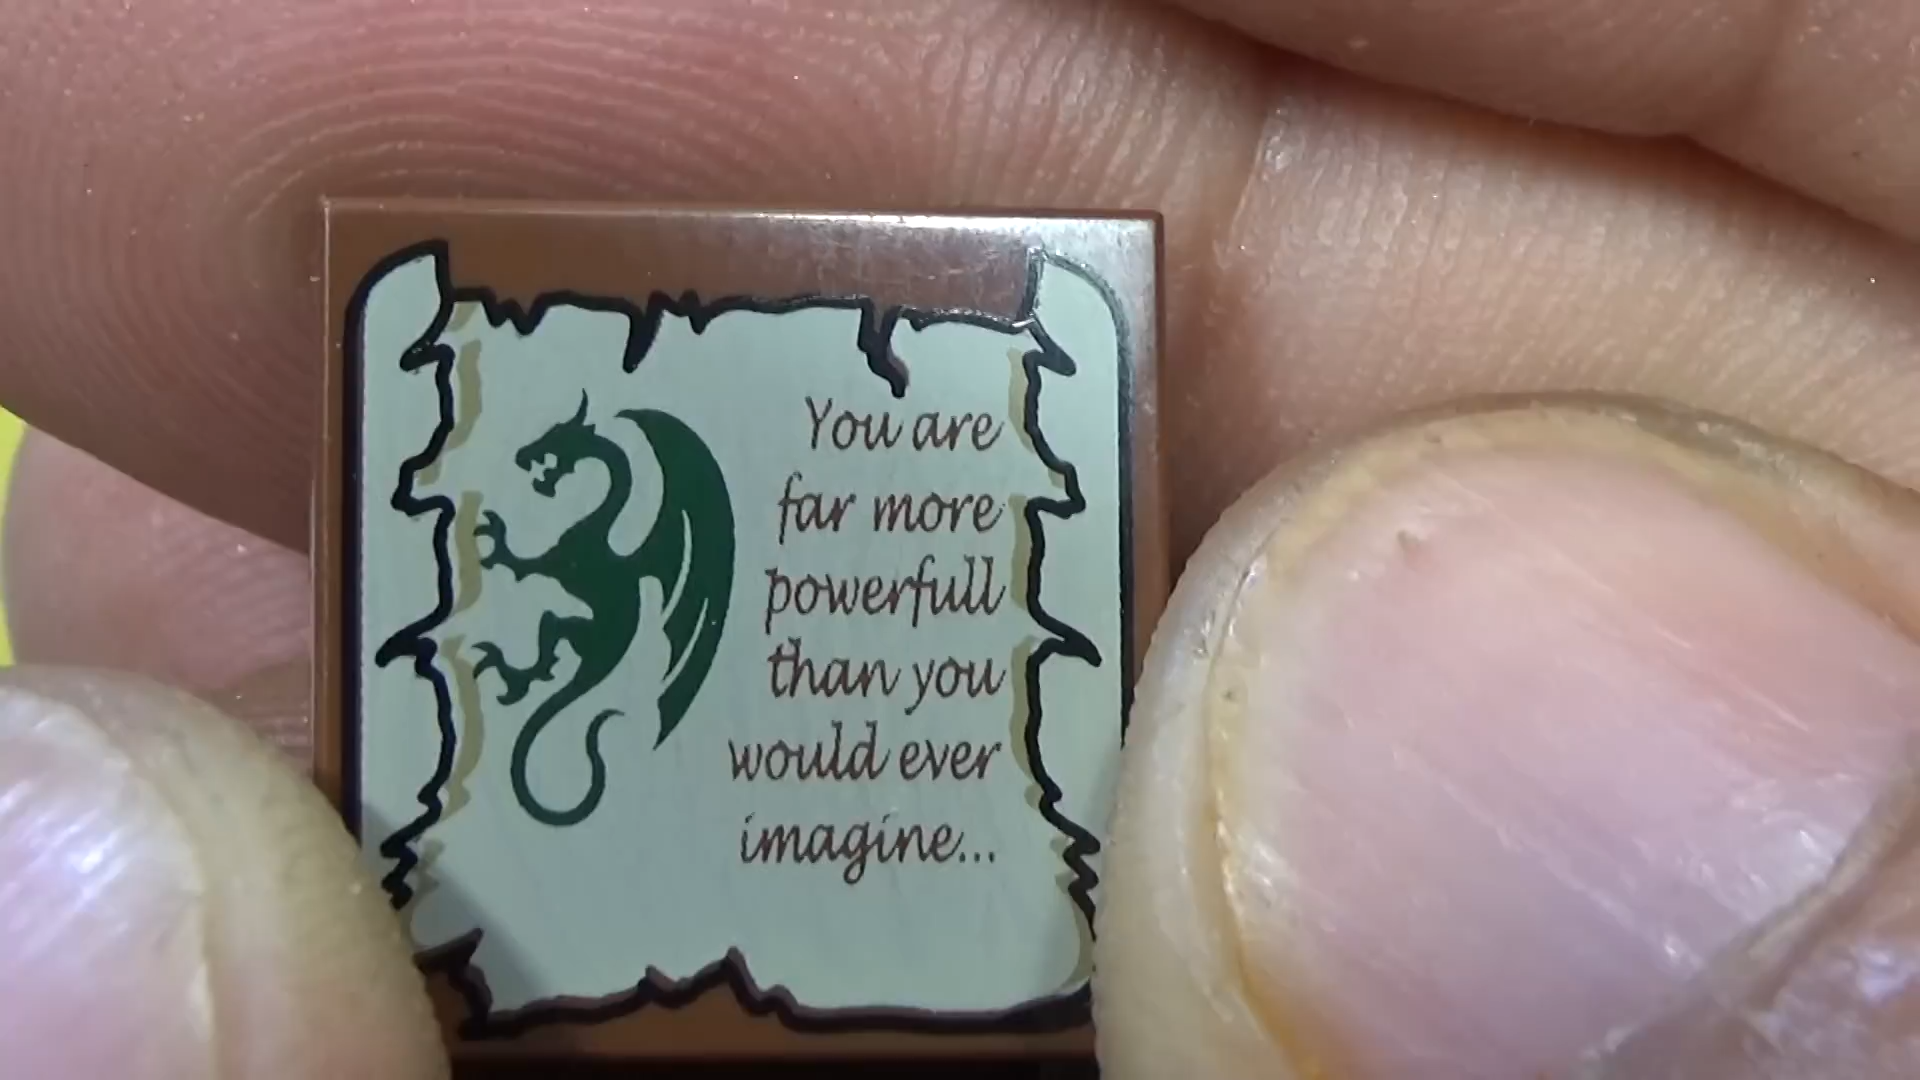 You are
far more
powerfull
than you
would ever
imagine...